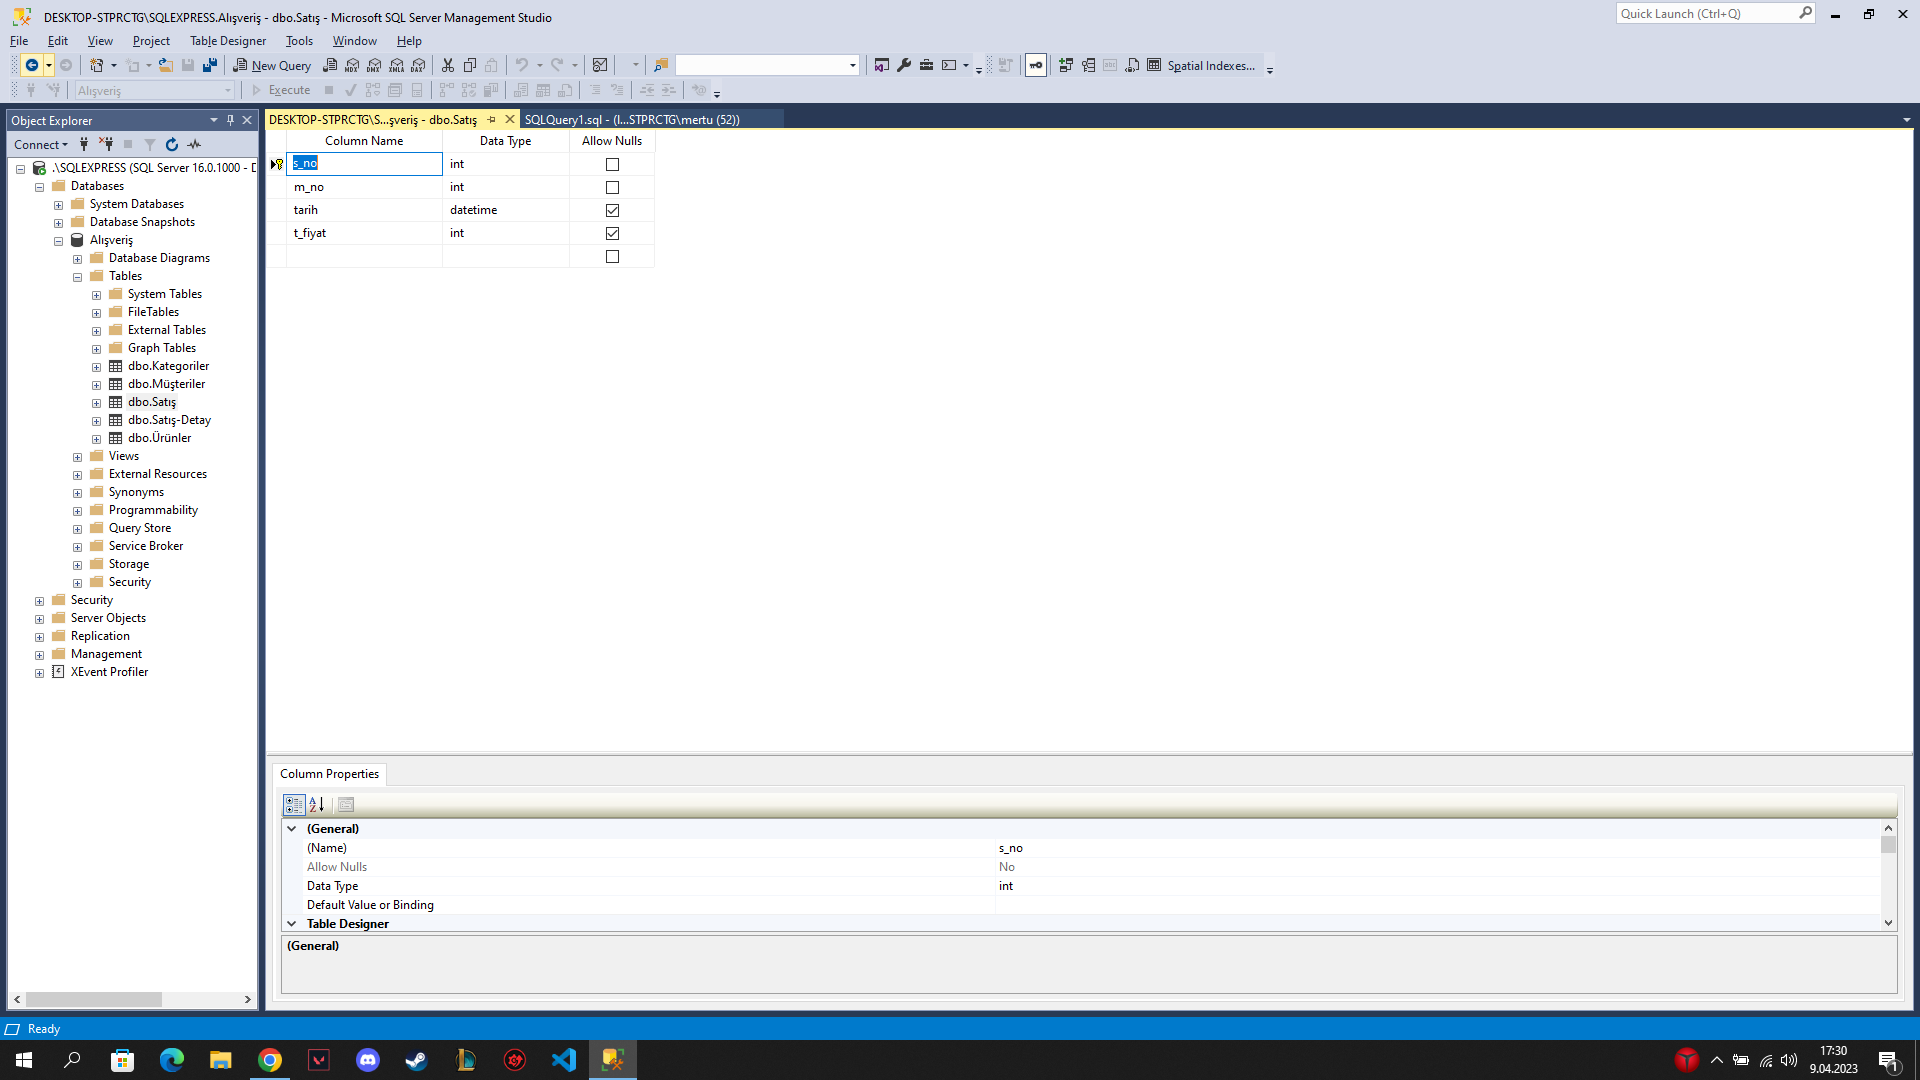 DESKTOP-STPRCTG\SQLEXPRESS.Alışveriş - dbo.Satış - Microsoft SQL Server Management Studio
Quick Launch (Ctrl+Q)
File Edit View Project Table Designer Tools Window Help
New Query MDX DMX XMLA DAX
Spatial Indexes...
Alışveriş
Execute
Object Explorer
Connect
.\SQLEXPRESS (SQL Server 16.0.1000 - D
Databases
System Databases
Database Snapshots
Alışveriş
Database Diagrams
Tables
System Tables
FileTables
External Tables
Graph Tables
dbo.Kategoriler
dbo.Müşteriler
dbo.Satış
dbo.Satış-Detay
dbo.Ürünler
Views
External Resources
Synonyms
Programmability
Query Store
Service Broker
Storage
Security
Security
Server Objects
Replication
Management
XEvent Profiler
DESKTOP-STPRCTG\S...şveriş - dbo.Satış
SQLQuery1.sql - (l...STPRCTG\mertu (52))
Column Name Data Type Allow Nulls
s_no int
m_no int
tarih datetime
t_fiyat int
Column Properties
(General)
(Name) s_no
Allow Nulls No
Data Type int
Default Value or Binding
Table Designer
(General)
Ready
17:30
9.04.2023
1